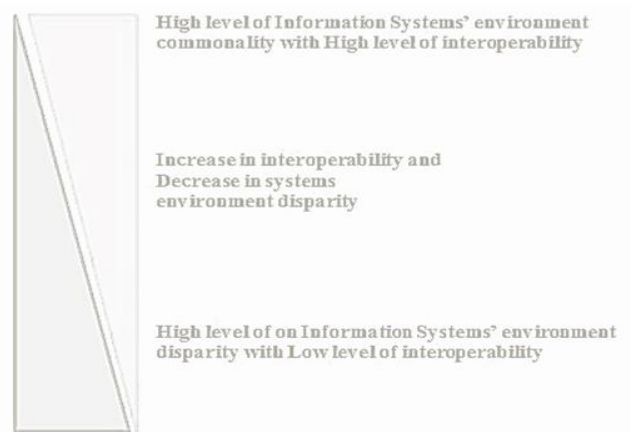 High level of Information Systems' environment
commonality with High level of interoperability
Increase in interoperability and
Decrease in systems
environment disparity
High level of on Information Systems' environment
disparity with Low level of interoperability